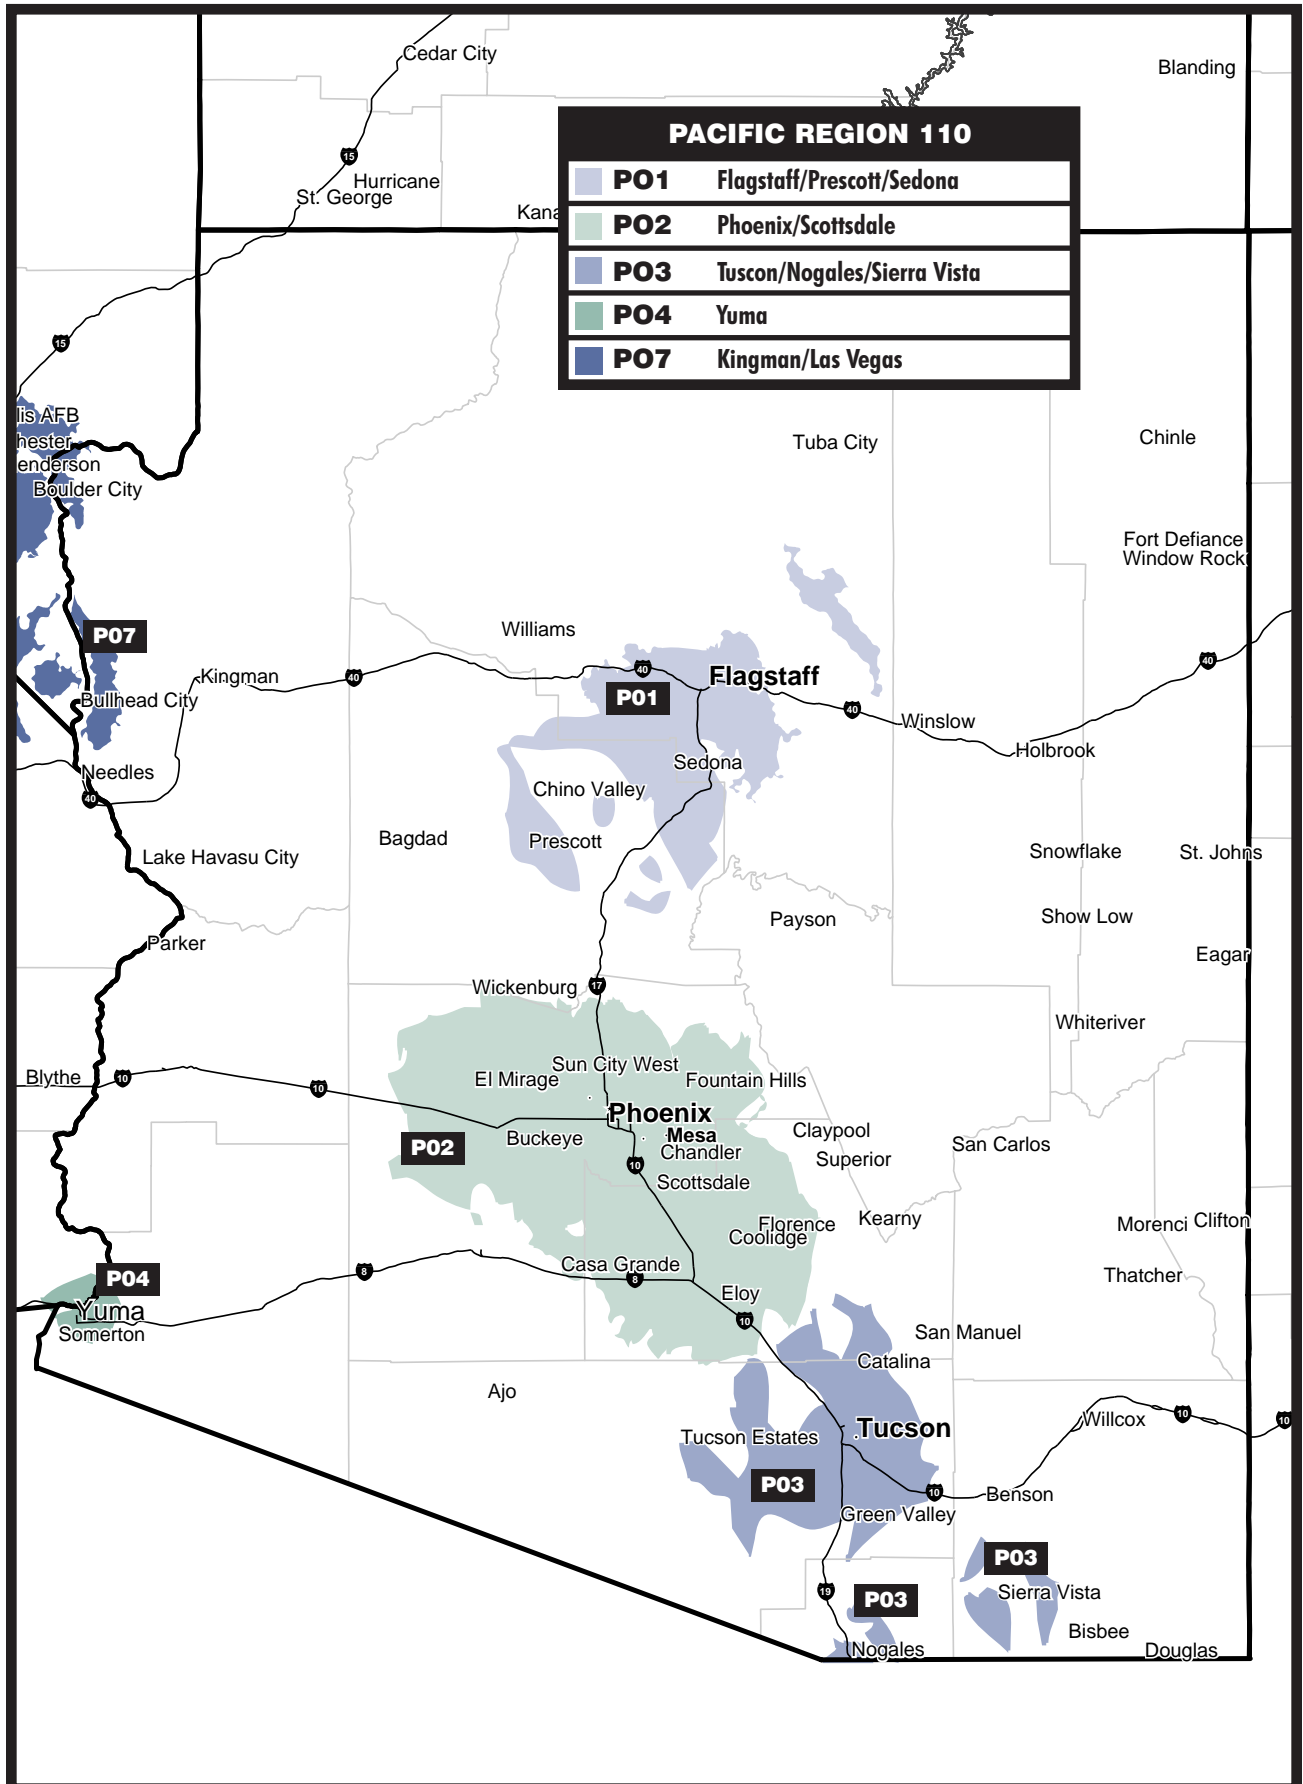 Cedar City
Blanding
PACIFIC REGION 110
PO1 Flagstaff/Prescott/Sedona
PO2 Phoenix/Scottsdale
PO3 Tuscon/Nogales/Sierra Vista
PO4 Yuma
PO7 Kingman/Las Vegas
15
Hurricane
St. George
Kana
15
lis AFB
hester
enderson
Boulder City
Tuba City
Chinle
Fort Defiance
Window Rock
Williams
P07
Kingman
40
40
Flagstaff
40
P01
Bullhead City
40
Winslow
Holbrook
Sedona
Needles
40
Chino Valley
Bagdad
Prescott
Lake Havasu City
Snowflake
St. Johns
Payson
Show Low
Parker
Eagar
Wickenburg
17
Whiteriver
Blythe
10
10
Sun City West
El Mirage
Fountain Hills
Phoenix
Mesa
Buckeye
Chandler
P02
Claypool
Superior
San Carlos
10
Scottsdale
Florence
Coolidge
Kearny
Morenci
Clifton
Casa Grande
8
8
Thatcher
P04
Yuma
Somerton
Eloy
10
San Manuel
Catalina
Ajo
Willcox
10
10
Tucson
Tucson Estates
P03
10
Benson
Green Valley
P03
Sierra Vista
19
P03
Bisbee
Nogales
Douglas